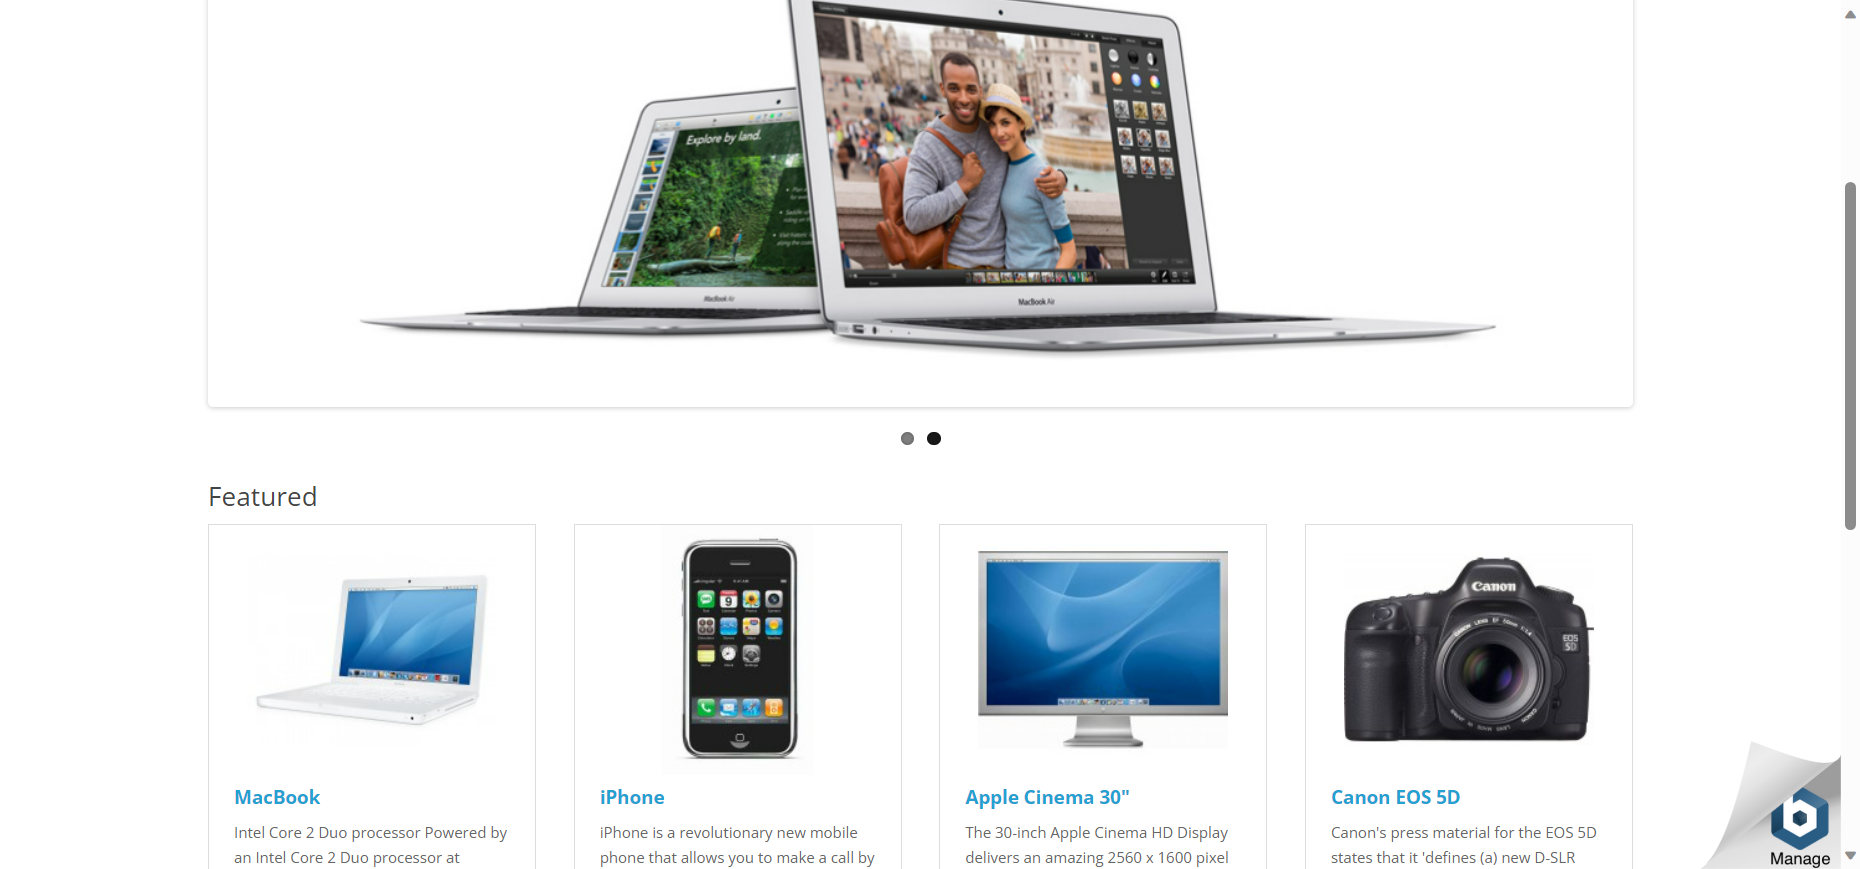 Explore by land.
MacBook Air
MacBook Air
Featured
Canon
EOS
5D
MacBook
Intel Core 2 Duo processor Powered by
an Intel Core 2 Duo processor at
iPhone
iPhone is a revolutionary new mobile
phone that allows you to make a call by
Apple Cinema 30"
The 30-inch Apple Cinema HD Display
delivers an amazing 2560 x 1600 pixel
Canon EOS 5D
Canon's press material for the EOS 5D
states that it 'defines (a) new D-SLR
b
Manage